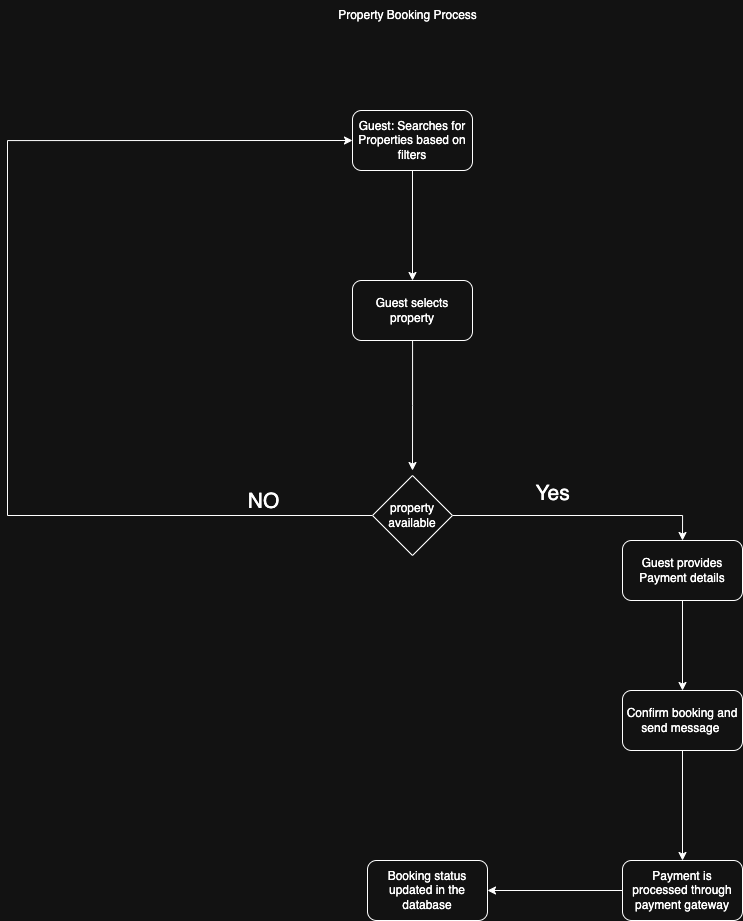 Property Booking Process
Guest: Searches for
Properties based on
filters
Guest selects
property
NO
Yes
property
available
Guest provides
Payment details
Confirm booking and
send message
Payment is
processed through
payment gateway
Booking status
updated in the
database